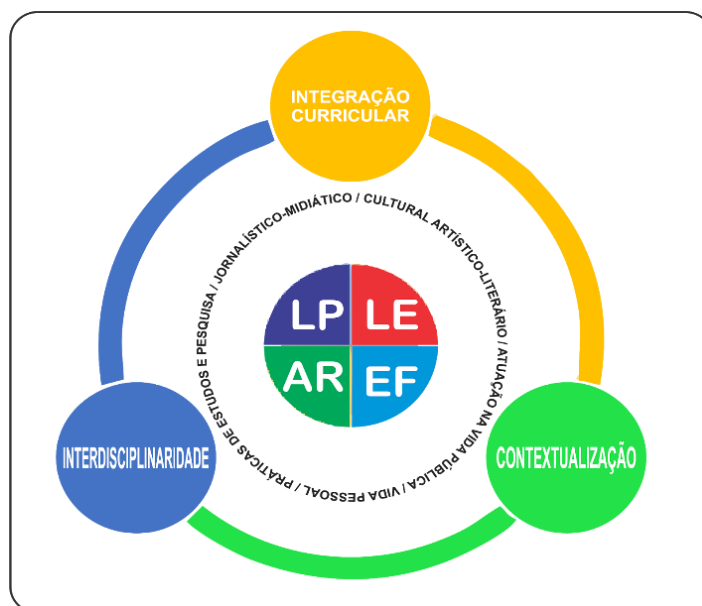 INTEGRAÇÃO
CURRICULAR
JORNALÍSTICO-MIDIÁTICO / CULTURAL ARTÍSTICO-LITERÁRIO / ATUAÇÃO NA VIDA PÚBLICA / VIDA PESSOAL / PRÁTICAS DE ESTUDOS E PESQUISA /
LP LE
AR EF
INTERDISCIPLINARIDADE
CONTEXTUALIZAÇÃO